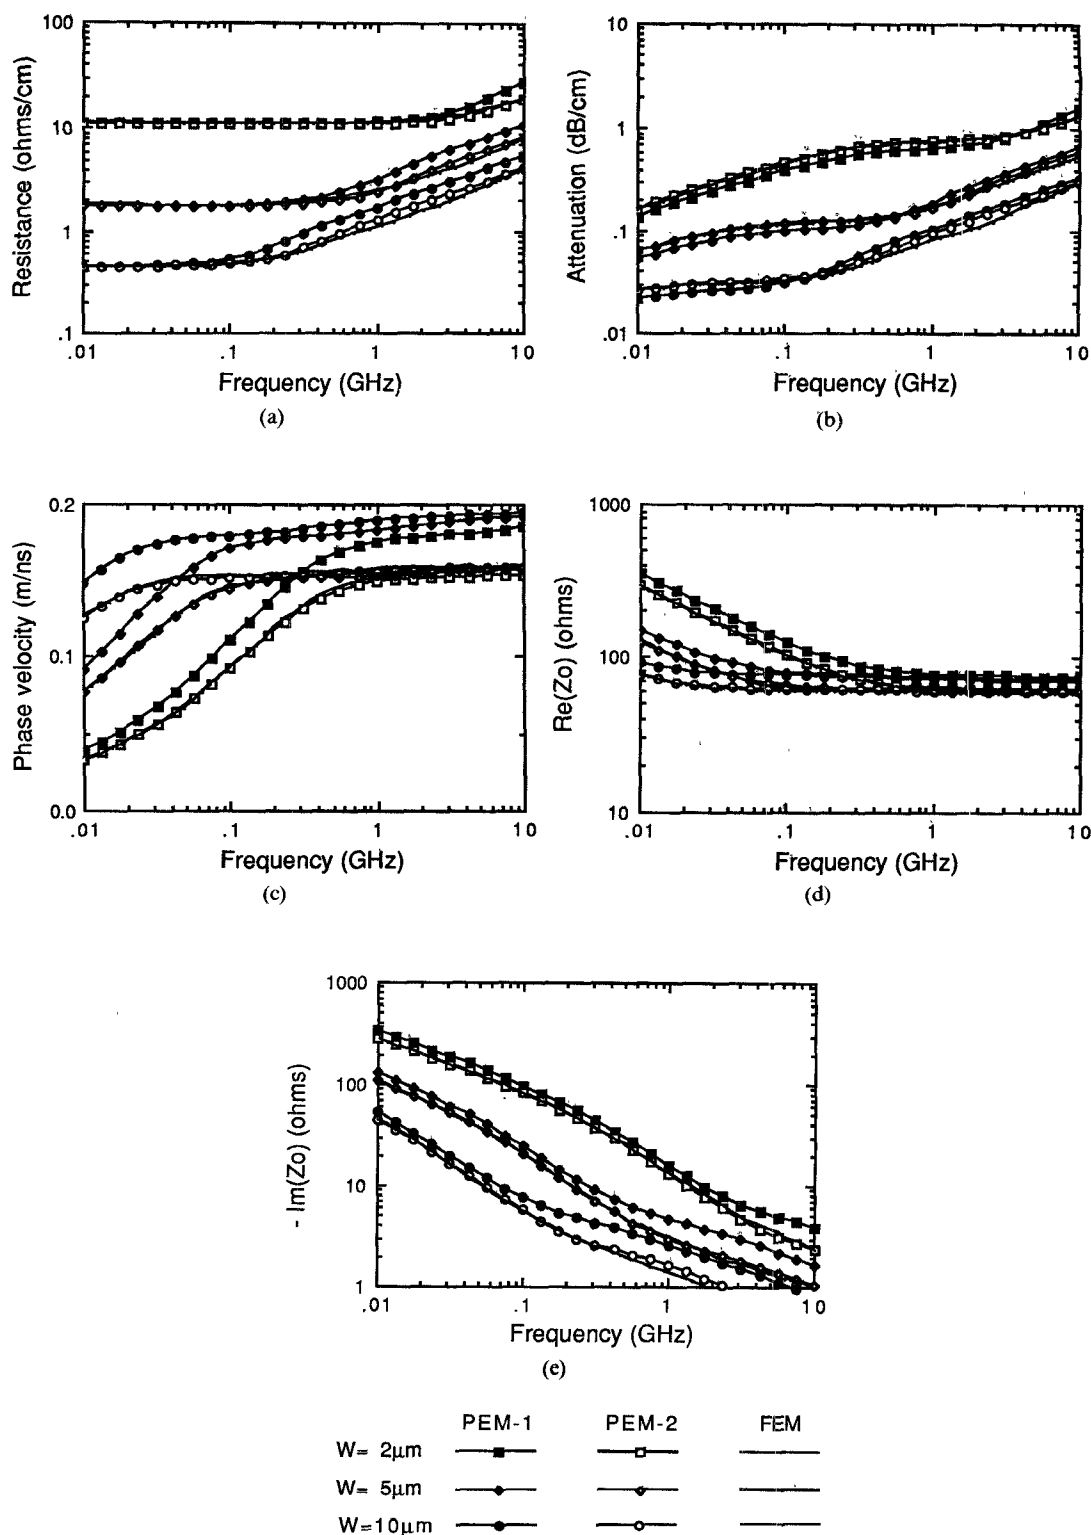 100
10
1
.1
Resistance (ohms/cm)
.01 .1 1 10
Frequency (GHz)
(a)
10
1
.1
.01
Attenuation (dB/cm)
.01 .1 1 10
Frequency (GHz)
(b)
0.2
0.1
0.0
Phase velocity (m/ns)
.01 .1 1 10
Frequency (GHz)
(c)
1000
100
10
Re(Zo) (ohms)
.01 .1 1 10
Frequency (GHz)
(d)
1000
100
10
1
- Im(Zo) (ohms)
.01 .1 1 10
Frequency (GHz)
(e)
PEM-1 PEM-2 FEM
W= 2μm
W= 5μm
W=10μm